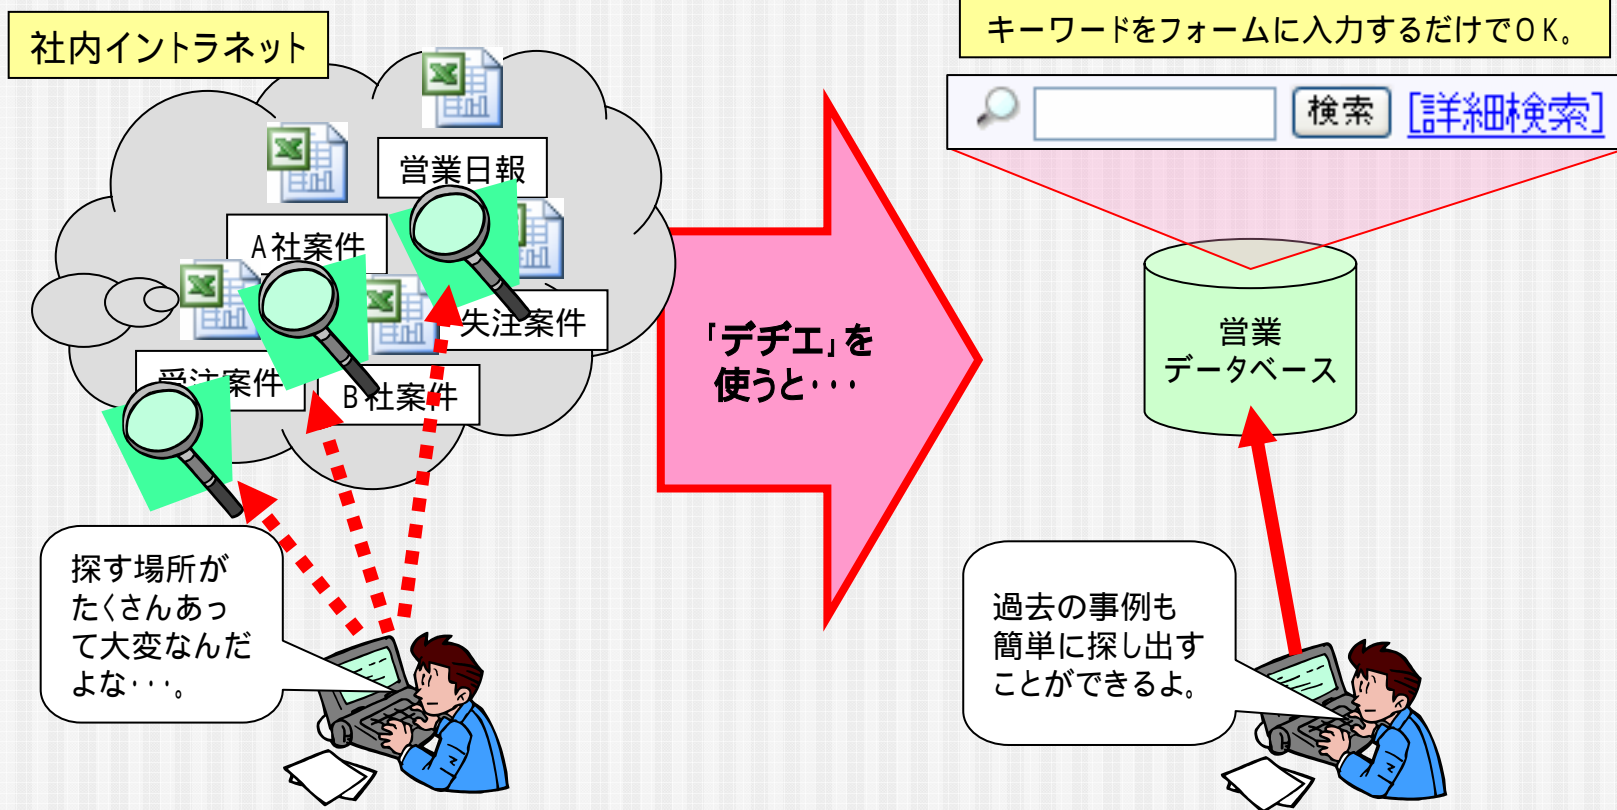 社内イントラネット
営業日報
A社案件
失注案件
受注案件
B社案件
探す場所が
たくさんあっ
て大変なんだ
よな・・・。
「デヂエ」を
使うと・・・
キーワードをフォームに入力するだけでOK。
検索 [詳細検索]
営業
データベース
過去の事例も
簡単に探し出す
ことができるよ。